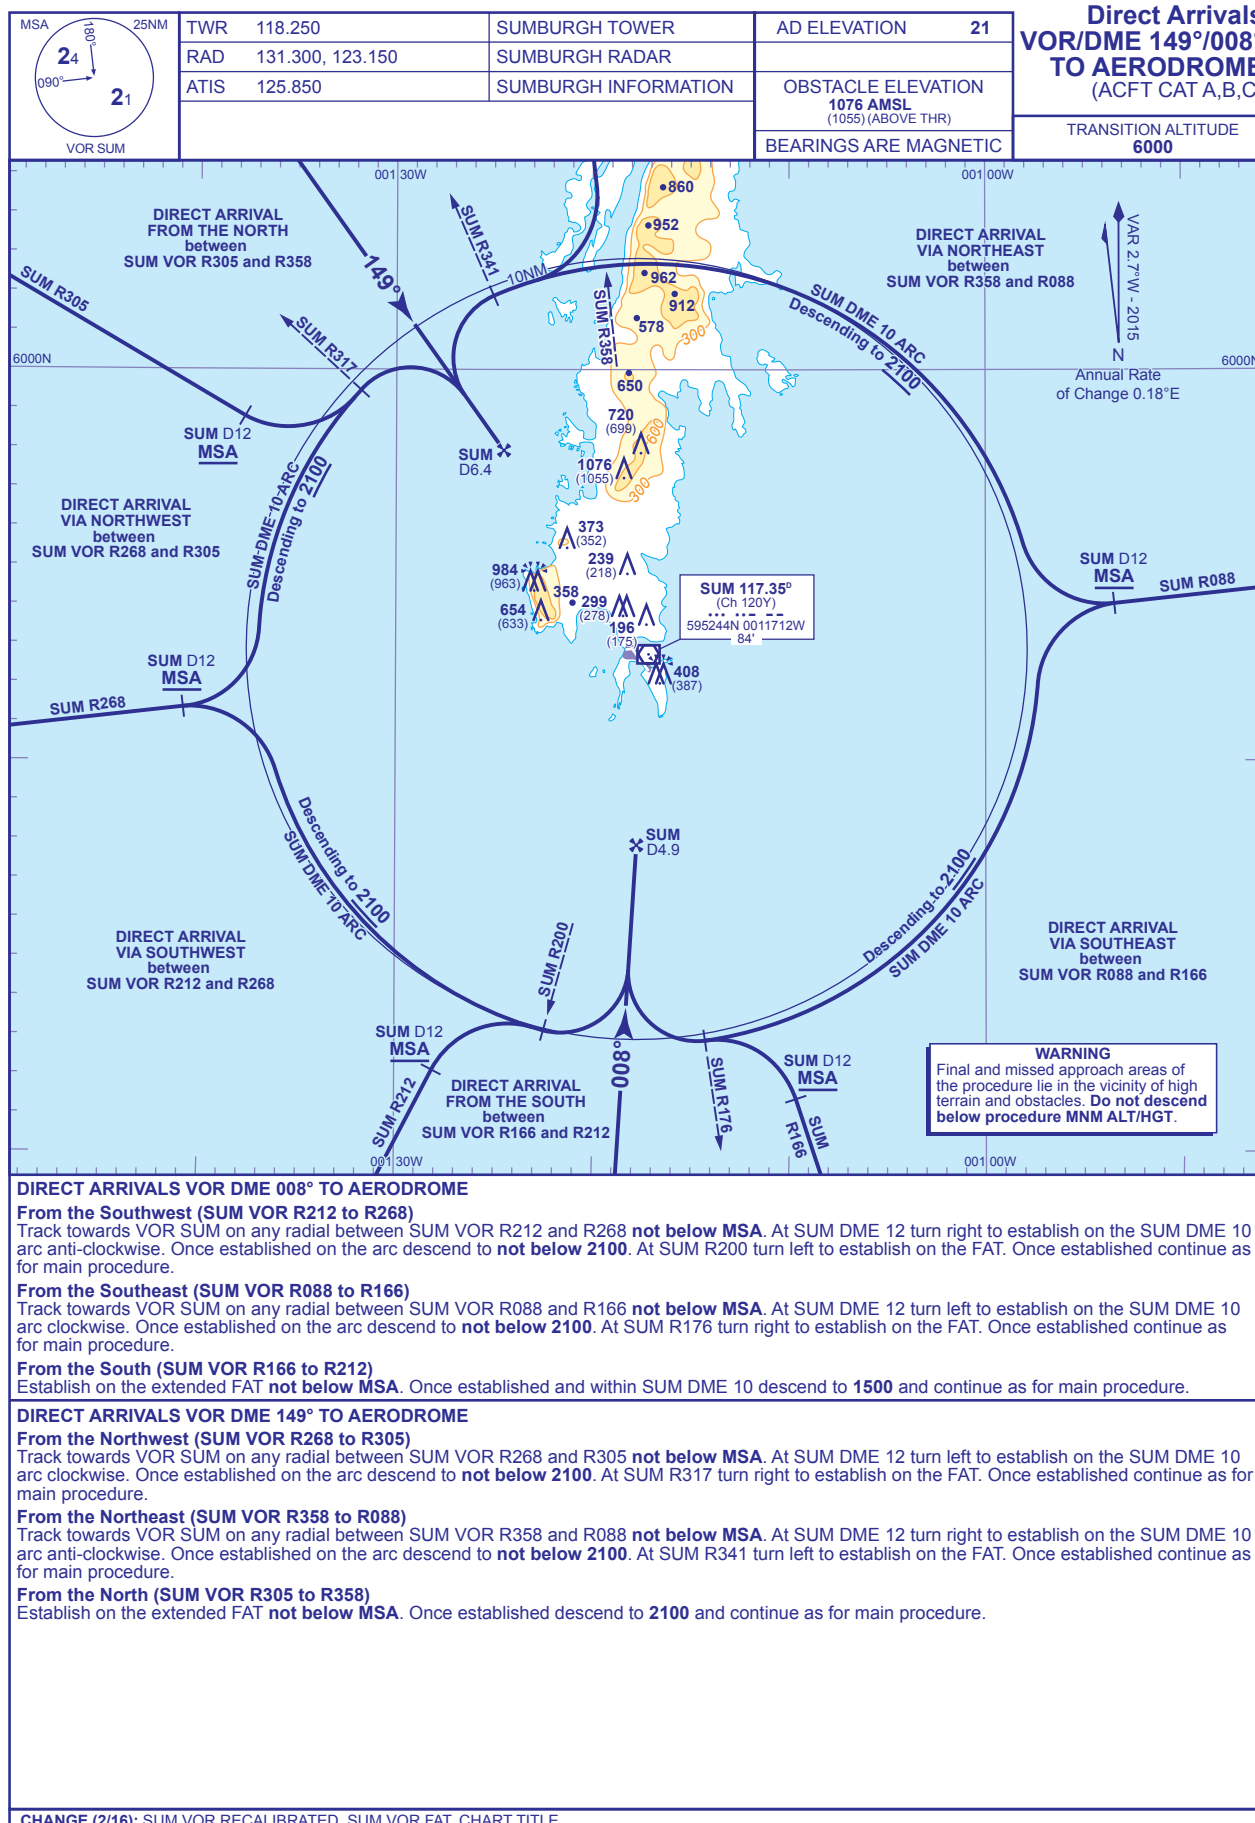 MSA 25NM
180°
24
090°
21
VOR SUM
TWR 118.250 SUMBURGH TOWER
RAD 131.300, 123.150 SUMBURGH RADAR
ATIS 125.850 SUMBURGH INFORMATION
AD ELEVATION 21
OBSTACLE ELEVATION
1076 AMSL
(1055) (ABOVE THR)
BEARINGS ARE MAGNETIC
Direct Arrivals
VOR/DME 149°/008°
TO AERODROME
(ACFT CAT A,B,C
TRANSITION ALTITUDE
6000
001 30W
001 00W
DIRECT ARRIVAL
FROM THE NORTH
between
SUM VOR R305 and R358
SUM R305
149°
SUM R341
10NM
SUM R317
SUM R358
860
952
962
912
578
300
650
DIRECT ARRIVAL
VIA NORTHEAST
between
SUM VOR R358 and R088
SUM DME 10 ARC
Descending to 2100
VAR 2.7°W - 2015
N
Annual Rate
of Change 0.18°E
6000N
6000N
720
(699)
600
1076
(1055)
300
SUM
D6.4
SUM D12
MSA
SUM DME 10 ARC
Descending to 2100
DIRECT ARRIVAL
VIA NORTHWEST
between
SUM VOR R268 and R305
373
(352)
239
(218)
984
(963)
358
299
(278)
654
(633)
196
(175)
SUM 117.35D
(Ch 120Y)
595244N 0011712W
84'
408
(387)
SUM D12
MSA
SUM R088
SUM D12
MSA
SUM R268
Descending to 2100
SUM DME 10 ARC
SUM
D4.9
Descending to 2100
SUM DME 10 ARC
DIRECT ARRIVAL
VIA SOUTHWEST
between
SUM VOR R212 and R268
SUM R200
DIRECT ARRIVAL
VIA SOUTHEAST
between
SUM VOR R088 and R166
SUM D12
MSA
SUM R212
DIRECT ARRIVAL
FROM THE SOUTH
between
SUM VOR R166 and R212
008°
SUM R176
SUM D12
MSA
SUM
R166
WARNING
Final and missed approach areas of
the procedure lie in the vicinity of high
terrain and obstacles. Do not descend
below procedure MNM ALT/HGT.
001 30W
001 00W
DIRECT ARRIVALS VOR DME 008° TO AERODROME
From the Southwest (SUM VOR R212 to R268)
Track towards VOR SUM on any radial between SUM VOR R212 and R268 not below MSA. At SUM DME 12 turn right to establish on the SUM DME 10
arc anti-clockwise. Once established on the arc descend to not below 2100. At SUM R200 turn left to establish on the FAT. Once established continue as
for main procedure.
From the Southeast (SUM VOR R088 to R166)
Track towards VOR SUM on any radial between SUM VOR R088 and R166 not below MSA. At SUM DME 12 turn left to establish on the SUM DME 10
arc clockwise. Once established on the arc descend to not below 2100. At SUM R176 turn right to establish on the FAT. Once established continue as
for main procedure.
From the South (SUM VOR R166 to R212)
Establish on the extended FAT not below MSA. Once established and within SUM DME 10 descend to 1500 and continue as for main procedure.
DIRECT ARRIVALS VOR DME 149° TO AERODROME
From the Northwest (SUM VOR R268 to R305)
Track towards VOR SUM on any radial between SUM VOR R268 and R305 not below MSA. At SUM DME 12 turn left to establish on the SUM DME 10
arc clockwise. Once established on the arc descend to not below 2100. At SUM R317 turn right to establish on the FAT. Once established continue as for
main procedure.
From the Northeast (SUM VOR R358 to R088)
Track towards VOR SUM on any radial between SUM VOR R358 and R088 not below MSA. At SUM DME 12 turn right to establish on the SUM DME 10
arc anti-clockwise. Once established on the arc descend to not below 2100. At SUM R341 turn left to establish on the FAT. Once established continue as
for main procedure.
From the North (SUM VOR R305 to R358)
Establish on the extended FAT not below MSA. Once established descend to 2100 and continue as for main procedure.
CHANGE (2/16): SUM VOR RECALIBRATED. SUM VOR FAT. CHART TITLE.